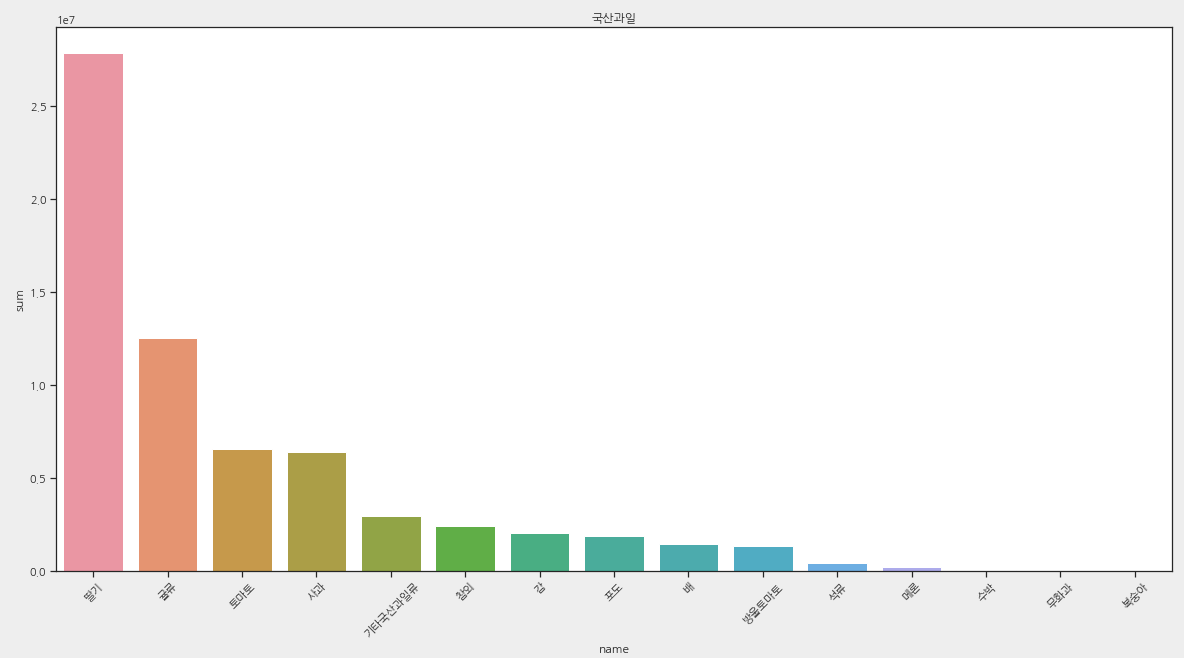 국산과일
1e7
2.5
2.0
1.5
1.0
0.5
0.0
sum
딸기
귤류
토마토
사과
기타국산과일류
참외
감
포도
배
방울토마토
석류
메론
수박
무화과
복숭아
name